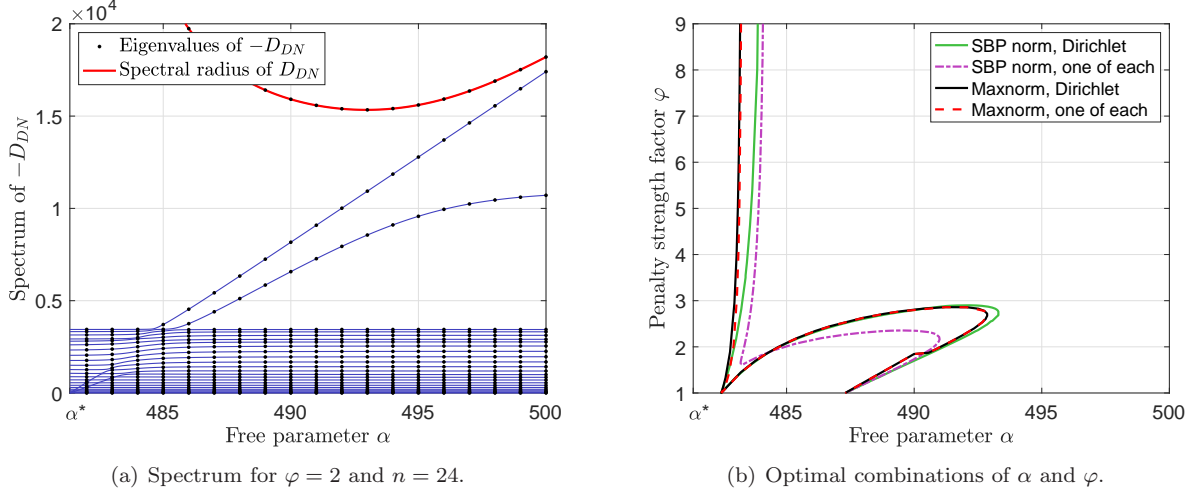 ×10⁴
2
1.5
1
0.5
0
Spectrum of −D_DN
Eigenvalues of −D_DN
Spectral radius of D_DN
α* 485 490 495 500
Free parameter α
(a) Spectrum for φ = 2 and n = 24.
9
8
7
6
5
4
3
2
1
Penalty strength factor φ
SBP norm, Dirichlet
SBP norm, one of each
Maxnorm, Dirichlet
Maxnorm, one of each
α* 485 490 495 500
Free parameter α
(b) Optimal combinations of α and φ.